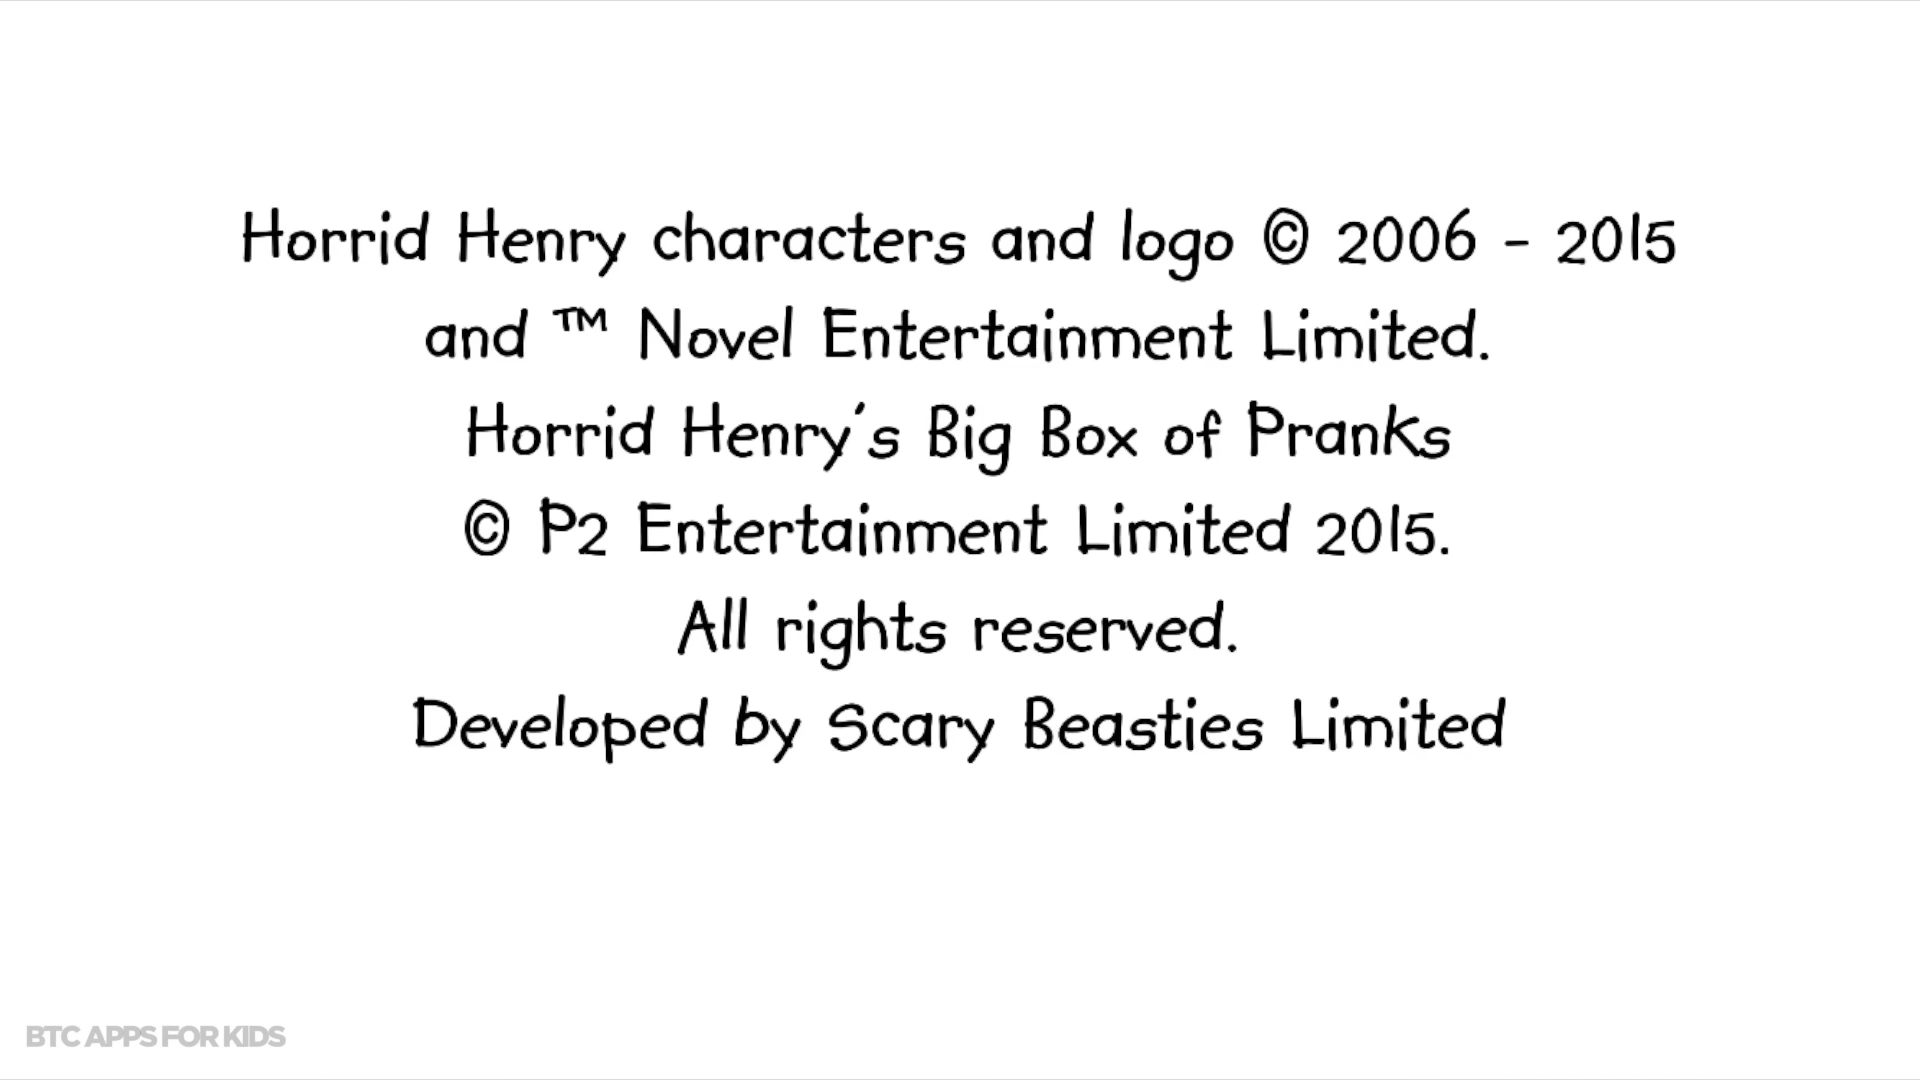 Horrid Henry characters and logo © 2006 - 2015
and ™ Novel Entertainment Limited.
Horrid Henry's Big Box of Pranks
© P2 Entertainment Limited 2015.
All rights reserved.
Developed by Scary Beasties Limited
BTC APPS FOR KIDS